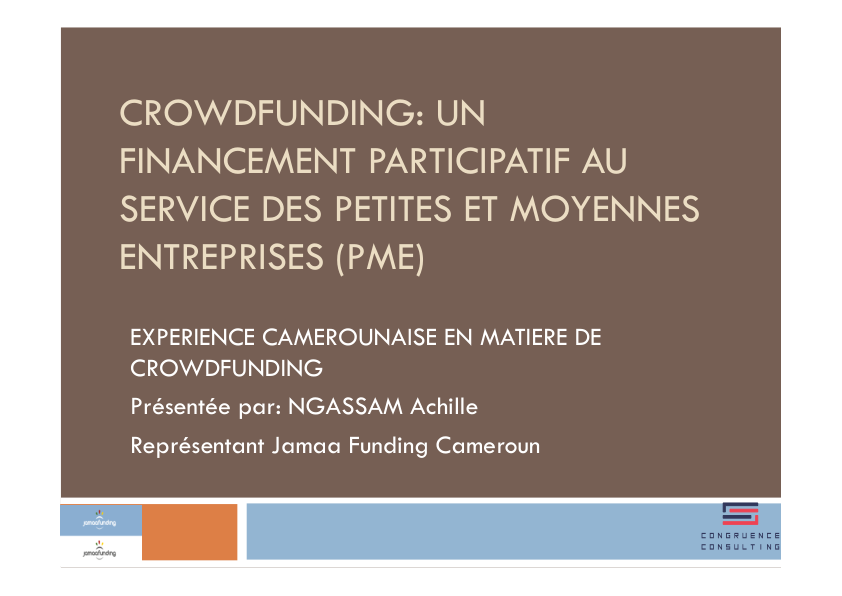 CROWDFUNDING: UN
FINANCEMENT PARTICIPATIF AU
SERVICE DES PETITES ET MOYENNES
ENTREPRISES (PME)
EXPERIENCE CAMEROUNAISE EN MATIERE DE
CROWDFUNDING
Présentée par: NGASSAM Achille
Représentant Jamaa Funding Cameroun
jamaafunding
jamaafunding
CONGRUENCE
CONSULTING